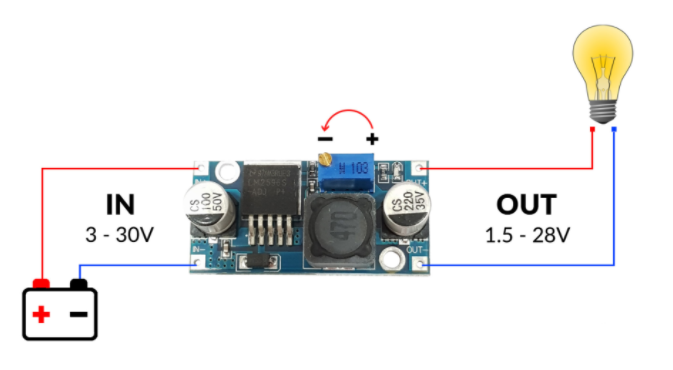 − +
W 103
IN
3 - 30V
CS
100
50V
470
CS
220
35V
OUT
1.5 - 28V
IN-
OUT-
+ −